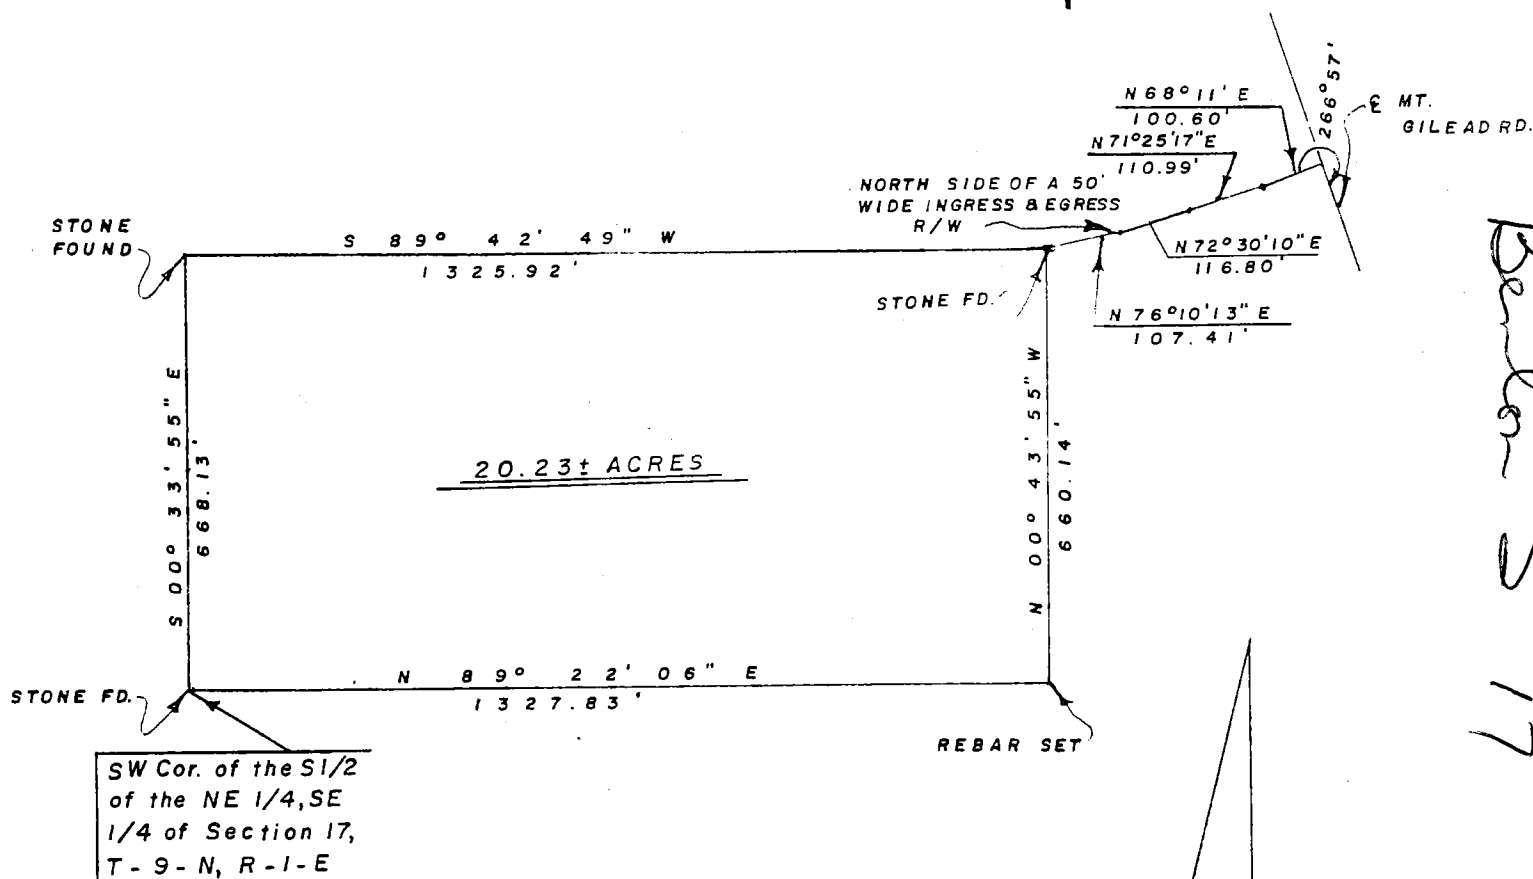 N 68° 11' E
100.60'
266° 57'
℄ MT.
GILEAD RD.
N 71° 25' 17" E
110.99'
NORTH SIDE OF A 50'
WIDE INGRESS & EGRESS
R/W
N 72° 30' 10" E
116.80'
N 76° 10' 13" E
107.41'
STONE
FOUND
S 89° 42' 49" W
1325.92'
STONE FD.
S 00° 33' 55" E
668.13'
20.23± ACRES
N 00° 43' 55" W
660.14'
N 89° 22' 06" E
1327.83'
STONE FD.
REBAR SET
SW Cor. of the S1/2
of the NE 1/4, SE
1/4 of Section 17,
T-9-N, R-1-E
17